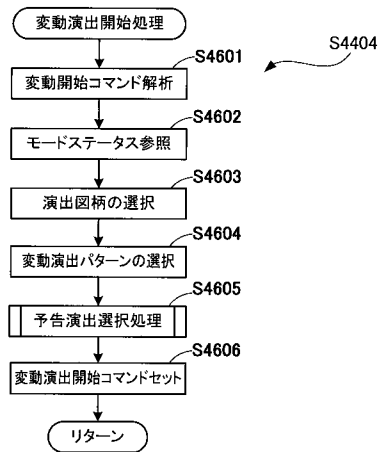 変動演出開始処理
S4404
S4601
変動開始コマンド解析
S4602
モードステータス参照
S4603
演出図柄の選択
S4604
変動演出パターンの選択
S4605
予告演出選択処理
S4606
変動演出開始コマンドセット
リターン